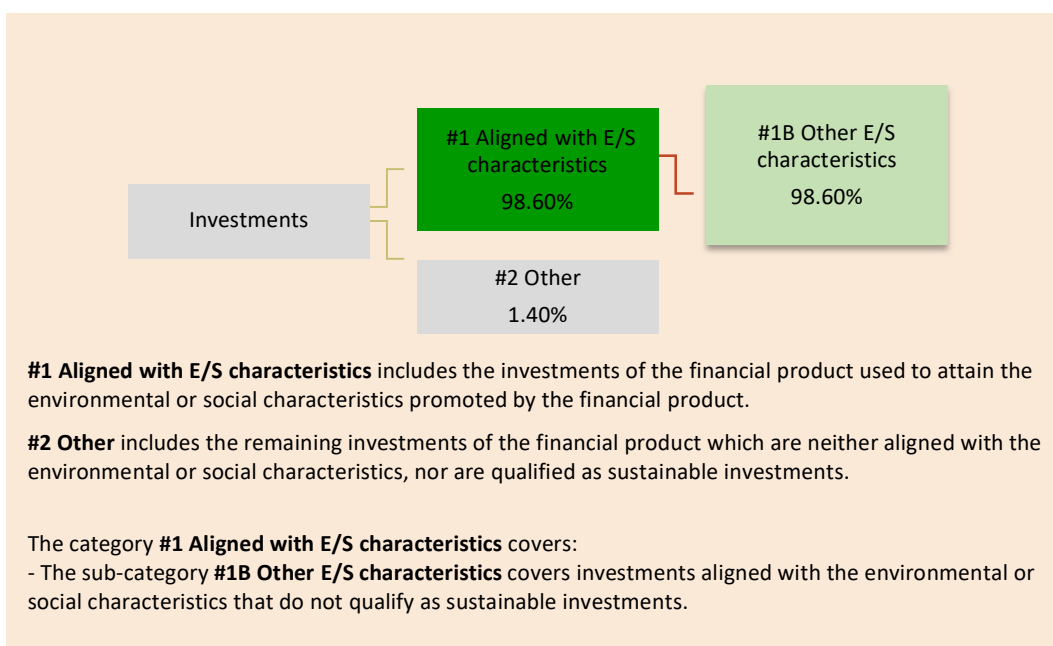 #1 Aligned with E/S
characteristics
98.60%
#1B Other E/S
characteristics
98.60%
Investments
#2 Other
1.40%
#1 Aligned with E/S characteristics includes the investments of the financial product used to attain the
environmental or social characteristics promoted by the financial product.
#2 Other includes the remaining investments of the financial product which are neither aligned with the
environmental or social characteristics, nor are qualified as sustainable investments.
The category #1 Aligned with E/S characteristics covers:
- The sub-category #1B Other E/S characteristics covers investments aligned with the environmental or
social characteristics that do not qualify as sustainable investments.